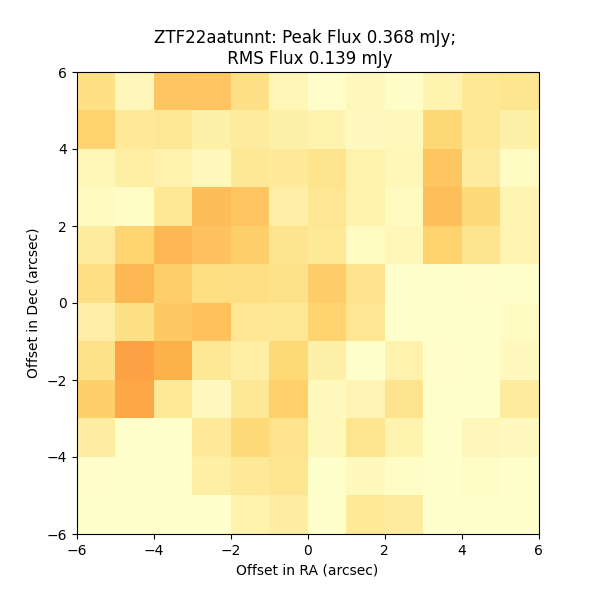 ZTF22aatunnt: Peak Flux 0.368 mJy;
RMS Flux 0.139 mJy
6
4
2
0
−2
−4
−6
Offset in Dec (arcsec)
−6 −4 −2 0 2 4 6
Offset in RA (arcsec)